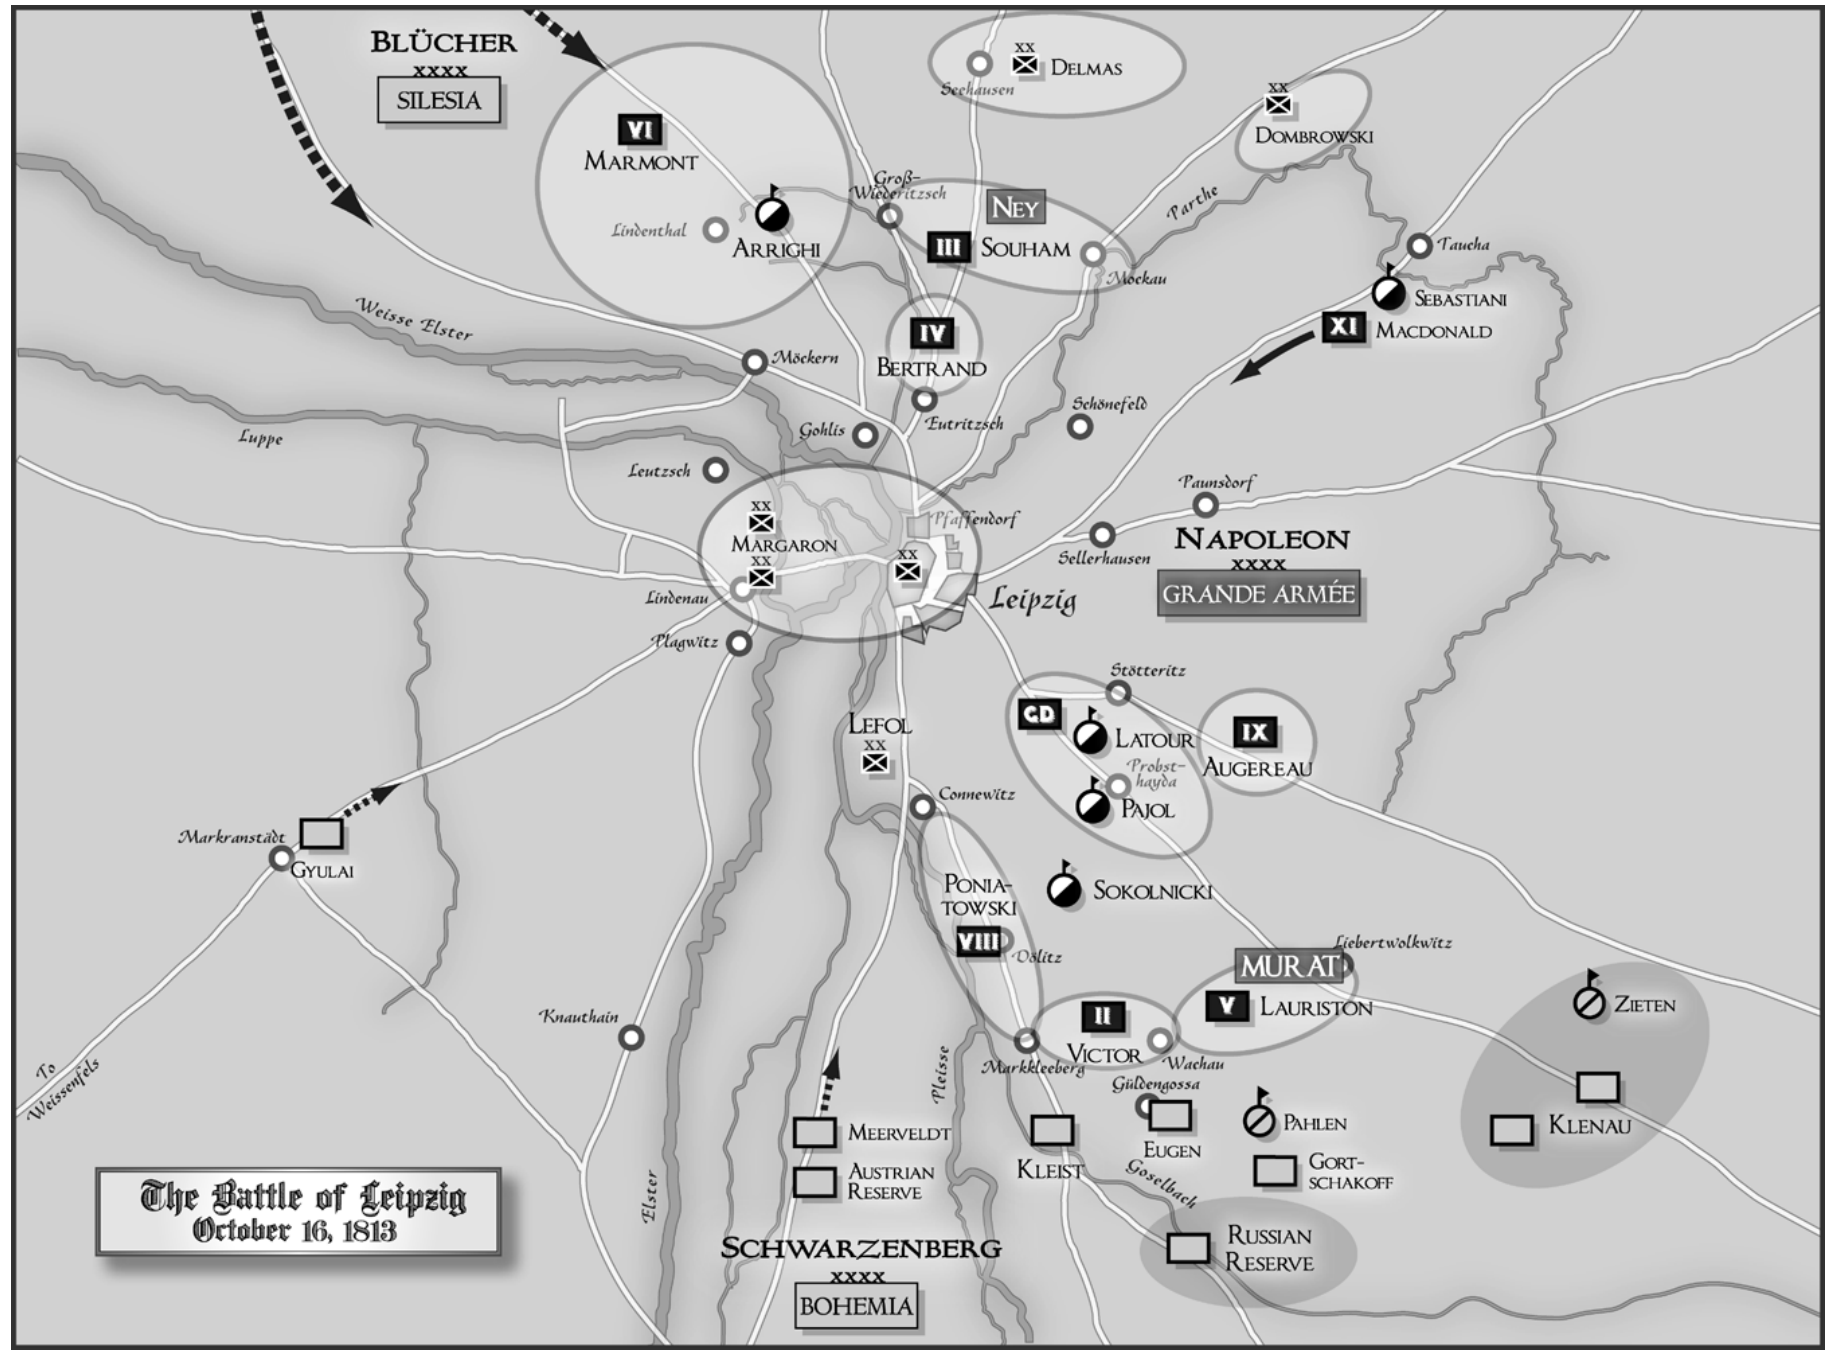 BLÜCHER
xxxx
SILESIA
VI
MARMONT
ARRIGHI
Lindenthal
xx
DELMAS
Seehausen
xx
DOMBROWSKI
Groß-
Wiederitzsch
NEY
III
SOUHAM
Mockau
Parthe
Taucha
SEBASTIANI
XI
MACDONALD
Weisse Elster
Möckern
IV
BERTRAND
Eutritzsch
Gohlis
Schönefeld
Luppe
Leutzsch
Paunsdorf
Pfaffendorf
Sellerhausen
xx
MARGARON
xx
xx
Lindenau
Leipzig
Plagwitz
NAPOLEON
xxxx
GRANDE ARMÉE
Stötteritz
GD
LATOUR
IX
AUGEREAU
Probst-
hayda
PAJOL
LEFOL
xx
Connewitz
Markranstädt
GYULAI
SOKOLNICKI
PONIA-
TOWSKI
VIII
Dölitz
MURAT
Liebertwolkwitz
V
LAURISTON
II
VICTOR
Wachau
Markkleeberg
ZIETEN
KLENAU
Knauthain
To
Weissenfels
Pleisse
Güldengossa
EUGEN
PAHLEN
GORT-
SCHAKOFF
KLEIST
Goselbach
MEERVELDT
AUSTRIAN
RESERVE
Elster
RUSSIAN
RESERVE
SCHWARZENBERG
xxxx
BOHEMIA
The Battle of Leipzig
October 16, 1813